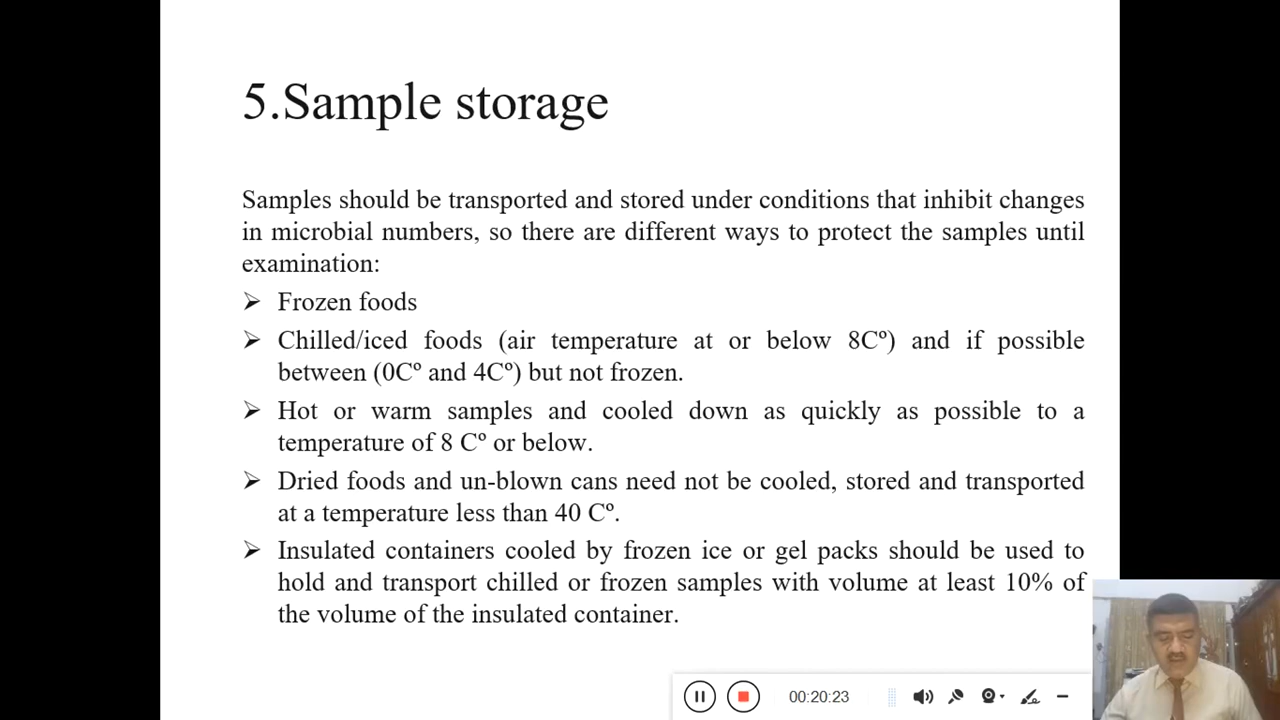 5.Sample storage
Samples should be transported and stored under conditions that inhibit changes
in microbial numbers, so there are different ways to protect the samples until
examination:
➢ Frozen foods
➢ Chilled/iced foods (air temperature at or below 8Cº) and if possible
between (0Cº and 4Cº) but not frozen.
➢ Hot or warm samples and cooled down as quickly as possible to a
temperature of 8 Cº or below.
➢ Dried foods and un-blown cans need not be cooled, stored and transported
at a temperature less than 40 Cº.
➢ Insulated containers cooled by frozen ice or gel packs should be used to
hold and transport chilled or frozen samples with volume at least 10% of
the volume of the insulated container.
00:20:23